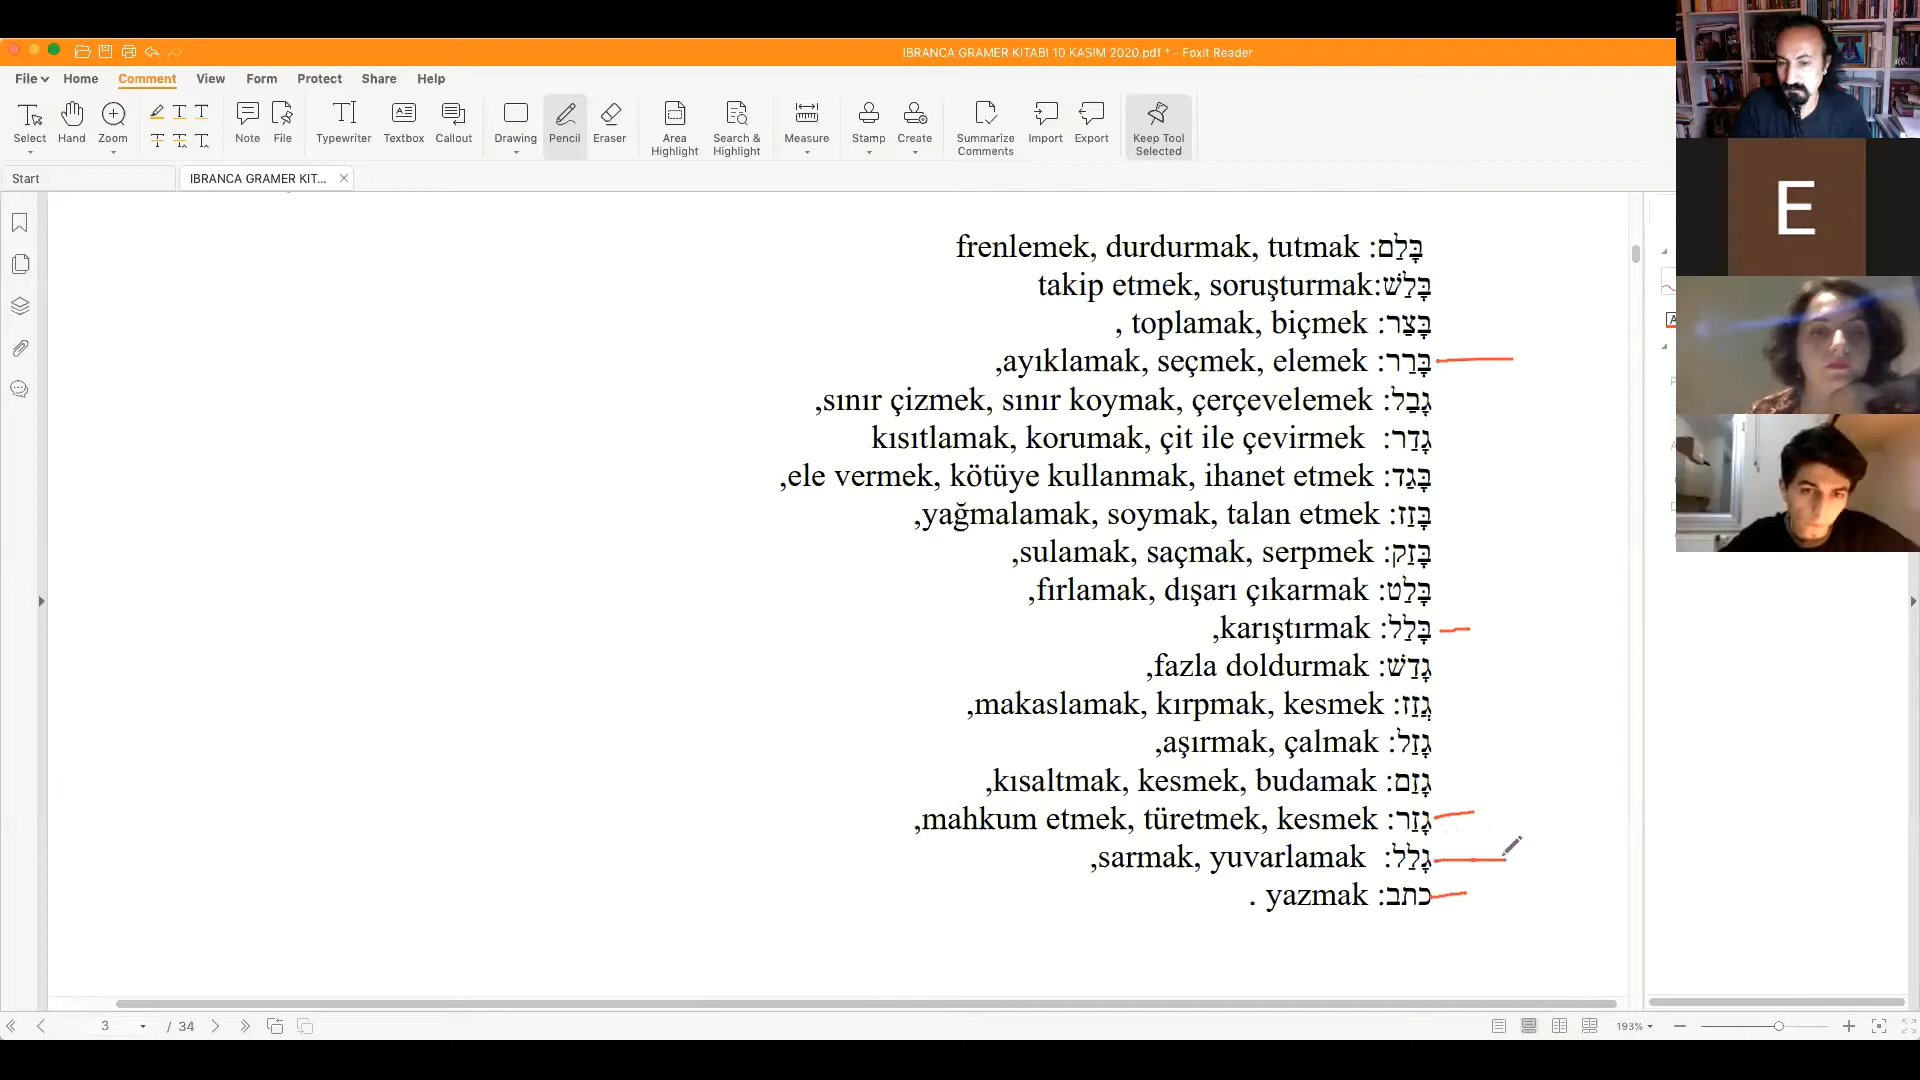 IBRANCA GRAMER KITABI 10 KASIM 2020.pdf * - Foxit Reader
File Home Comment View Form Protect Share Help
Select Hand Zoom Note File Typewriter Textbox Callout Drawing Pencil Eraser Area Highlight Search & Highlight Measure Stamp Create Summarize Comments Import Export Keep Tool Selected
Start IBRANCA GRAMER KIT...
E
בָּלַם: frenlemek, durdurmak, tutmak
בָּלַשׁ:takip etmek, soruşturmak
בָּצַר: toplamak, biçmek ,
בָּרַר: ayıklamak, seçmek, elemek,
גָבַל: sınır çizmek, sınır koymak, çerçevelemek,
גָדַר: kısıtlamak, korumak, çit ile çevirmek
בָּגַד: ele vermek, kötüye kullanmak, ihanet etmek,
בָּזַז: yağmalamak, soymak, talan etmek,
בָּזַק: sulamak, saçmak, serpmek,
בָּלַט: fırlamak, dışarı çıkarmak,
בָּלַל: karıştırmak,
גָדַשׁ: fazla doldurmak,
גָזַז: makaslamak, kırpmak, kesmek,
גָזַל: aşırmak, çalmak,
גָזַם: kısaltmak, kesmek, budamak,
גָזַר: mahkum etmek, türetmek, kesmek,
גָלַל: sarmak, yuvarlamak,
כתב: yazmak .
3 / 34 193%